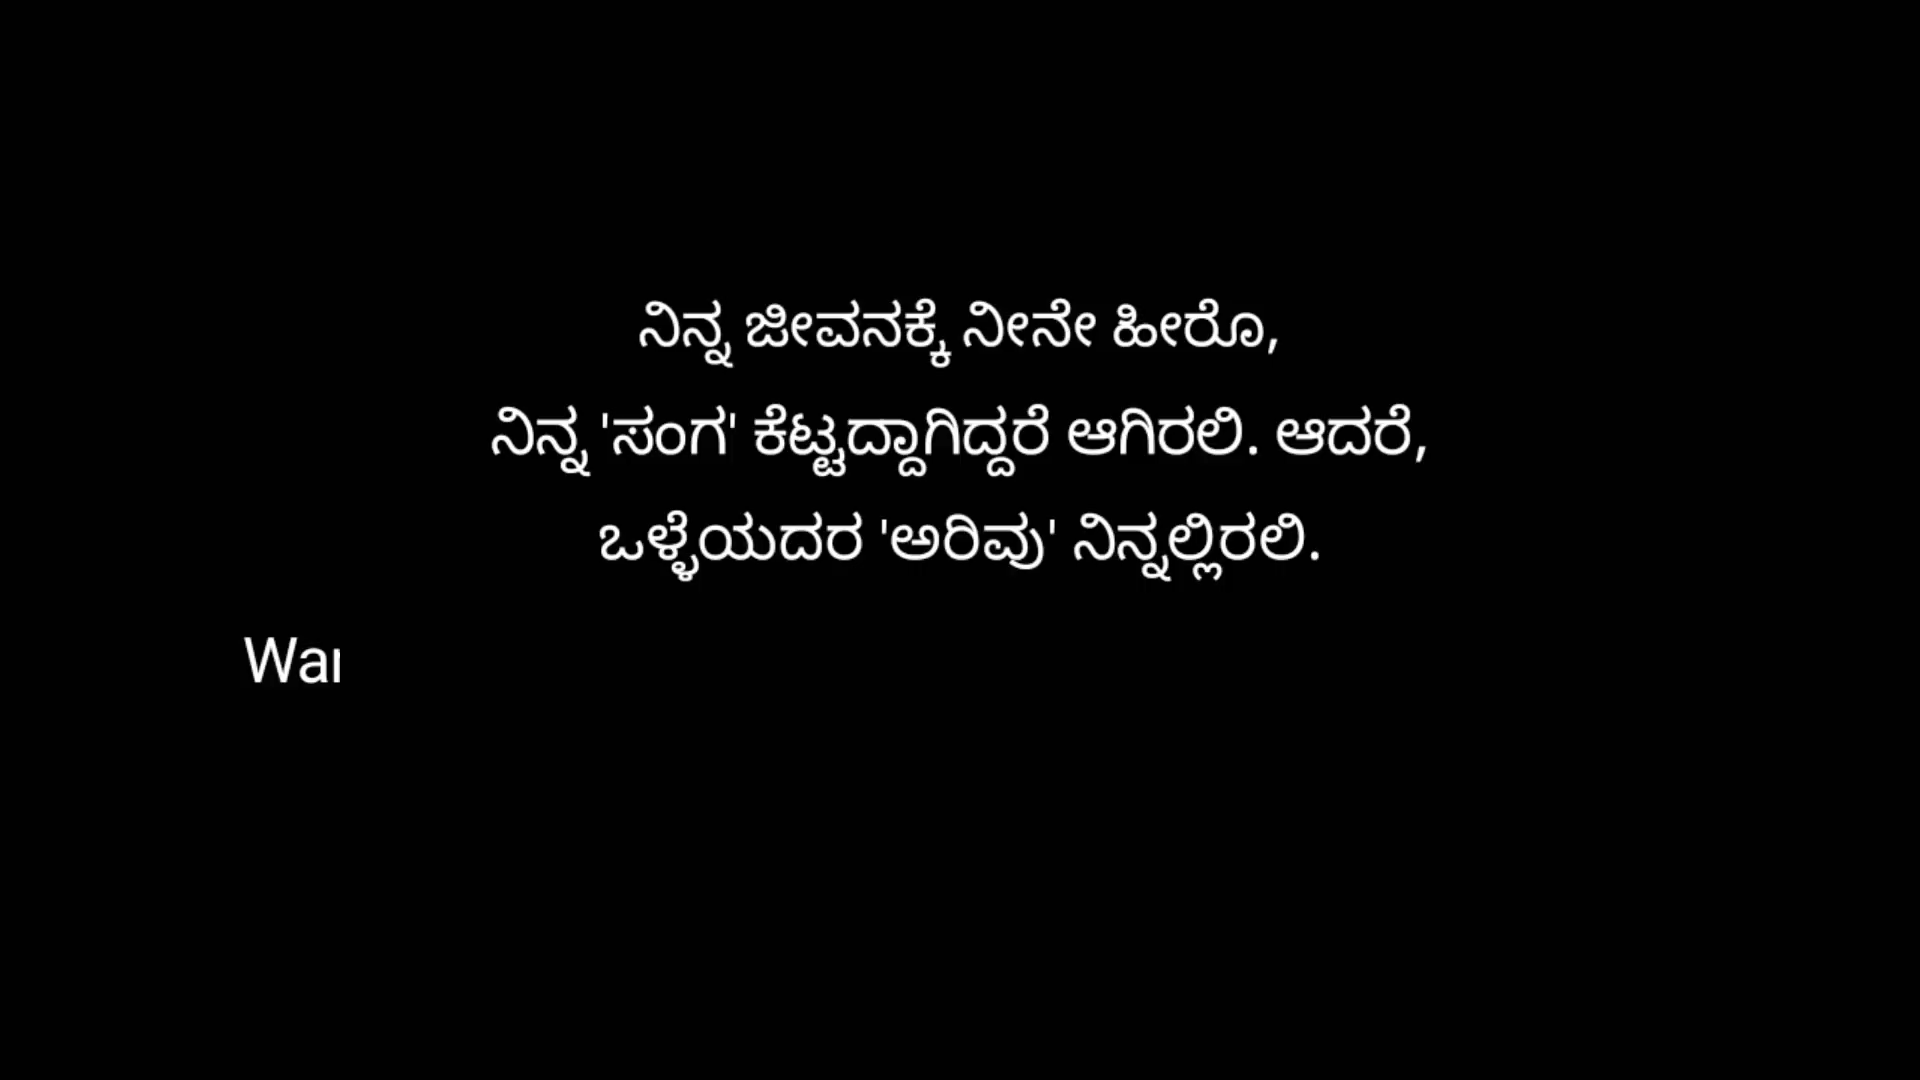 ನಿನ್ನ ಜೀವನಕ್ಕೆ ನೀನೇ ಹೀರೊ,
ನಿನ್ನ 'ಸಂಗ' ಕೆಟ್ಟದ್ದಾಗಿದ್ದರೆ ಆಗಿರಲಿ. ಆದರೆ,
ಒಳ್ಳೆಯದರ 'ಅರಿವು' ನಿನ್ನಲ್ಲಿರಲಿ.